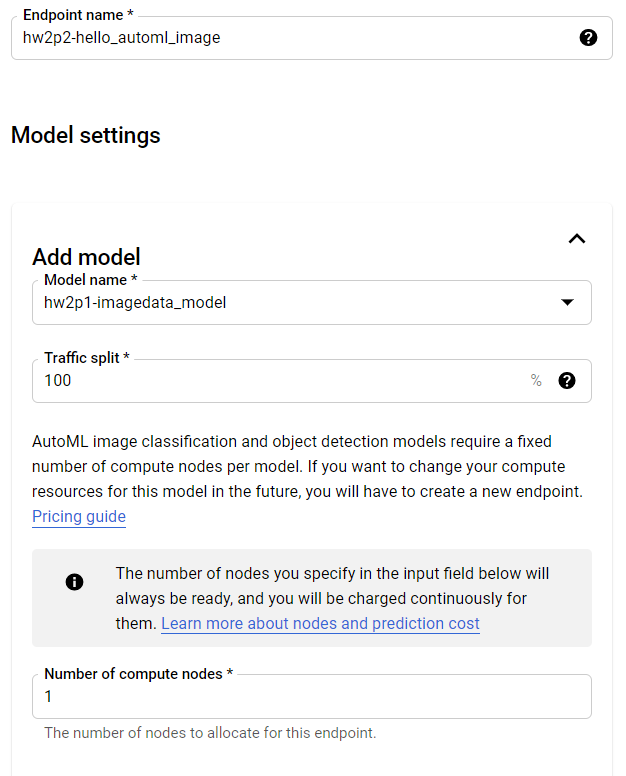 Endpoint name *
hw2p2-hello_automl_image
Model settings
Add model
Model name *
hw2p1-imagedata_model
Traffic split *
100 %
AutoML image classification and object detection models require a fixed
number of compute nodes per model. If you want to change your compute
resources for this model in the future, you will have to create a new endpoint.
Pricing guide
The number of nodes you specify in the input field below will
always be ready, and you will be charged continuously for
them. Learn more about nodes and prediction cost
Number of compute nodes *
1
The number of nodes to allocate for this endpoint.